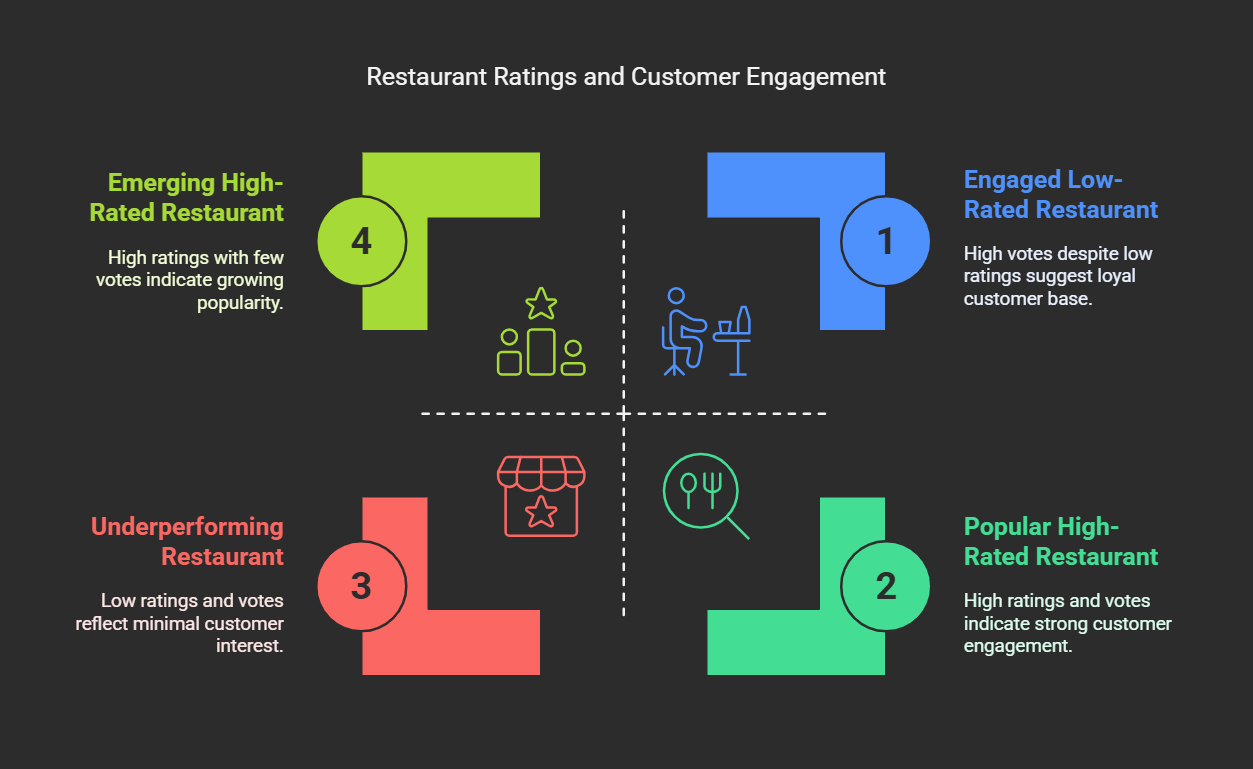 Restaurant Ratings and Customer Engagement
Emerging High-
Rated Restaurant
High ratings with few
votes indicate growing
popularity.
4
1
Engaged Low-
Rated Restaurant
High votes despite low
ratings suggest loyal
customer base.
Underperforming
Restaurant
Low ratings and votes
reflect minimal customer
interest.
3
2
Popular High-
Rated Restaurant
High ratings and votes
indicate strong customer
engagement.